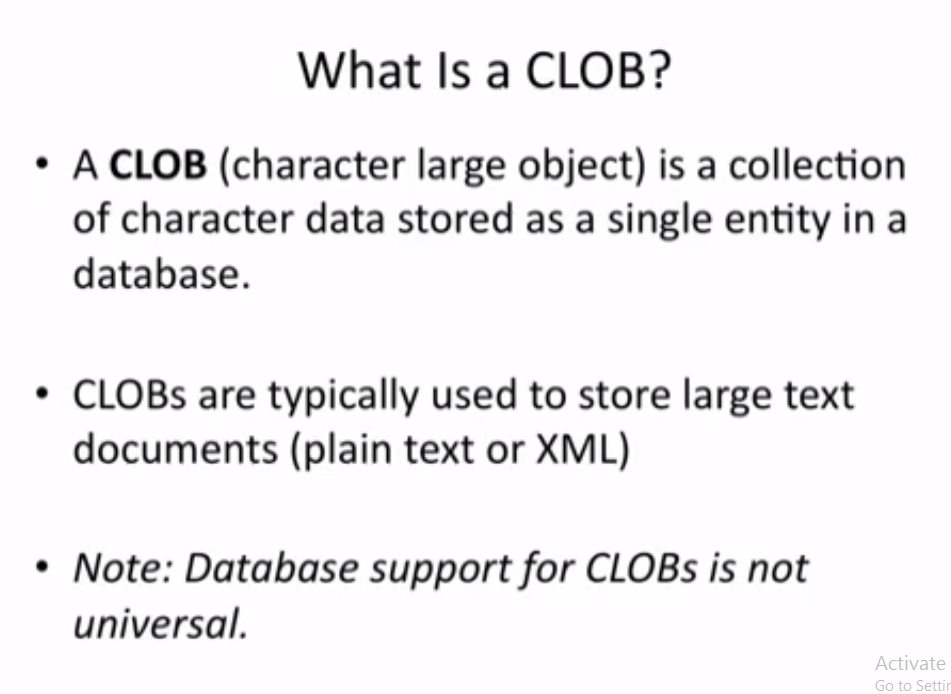 What Is a CLOB?
• A CLOB (character large object) is a collection
of character data stored as a single entity in a
database.
• CLOBs are typically used to store large text
documents (plain text or XML)
• Note: Database support for CLOBs is not
universal.
Activate
Go to Settin